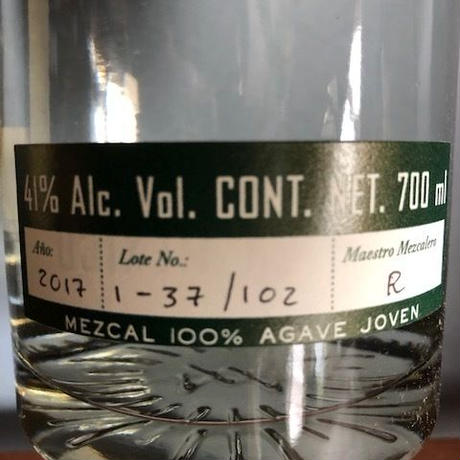 41% Alc. Vol. CONT. NET. 700 ml
Año: Lote No.: Maestro Mezcalero
2017 1-37/102 R
MEZCAL 100% AGAVE JOVEN